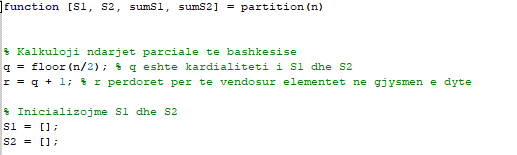 function [S1, S2, sumS1, sumS2] = partition(n)
% Kalkuloji ndarjet parciale te bashkesise
q = floor(n/2); % q eshte kardialiteti i S1 dhe S2
r = q + 1; % r perdoret per te vendosur elementet ne gjysmen e dyte
% Inicializojme S1 dhe S2
S1 = [];
S2 = [];